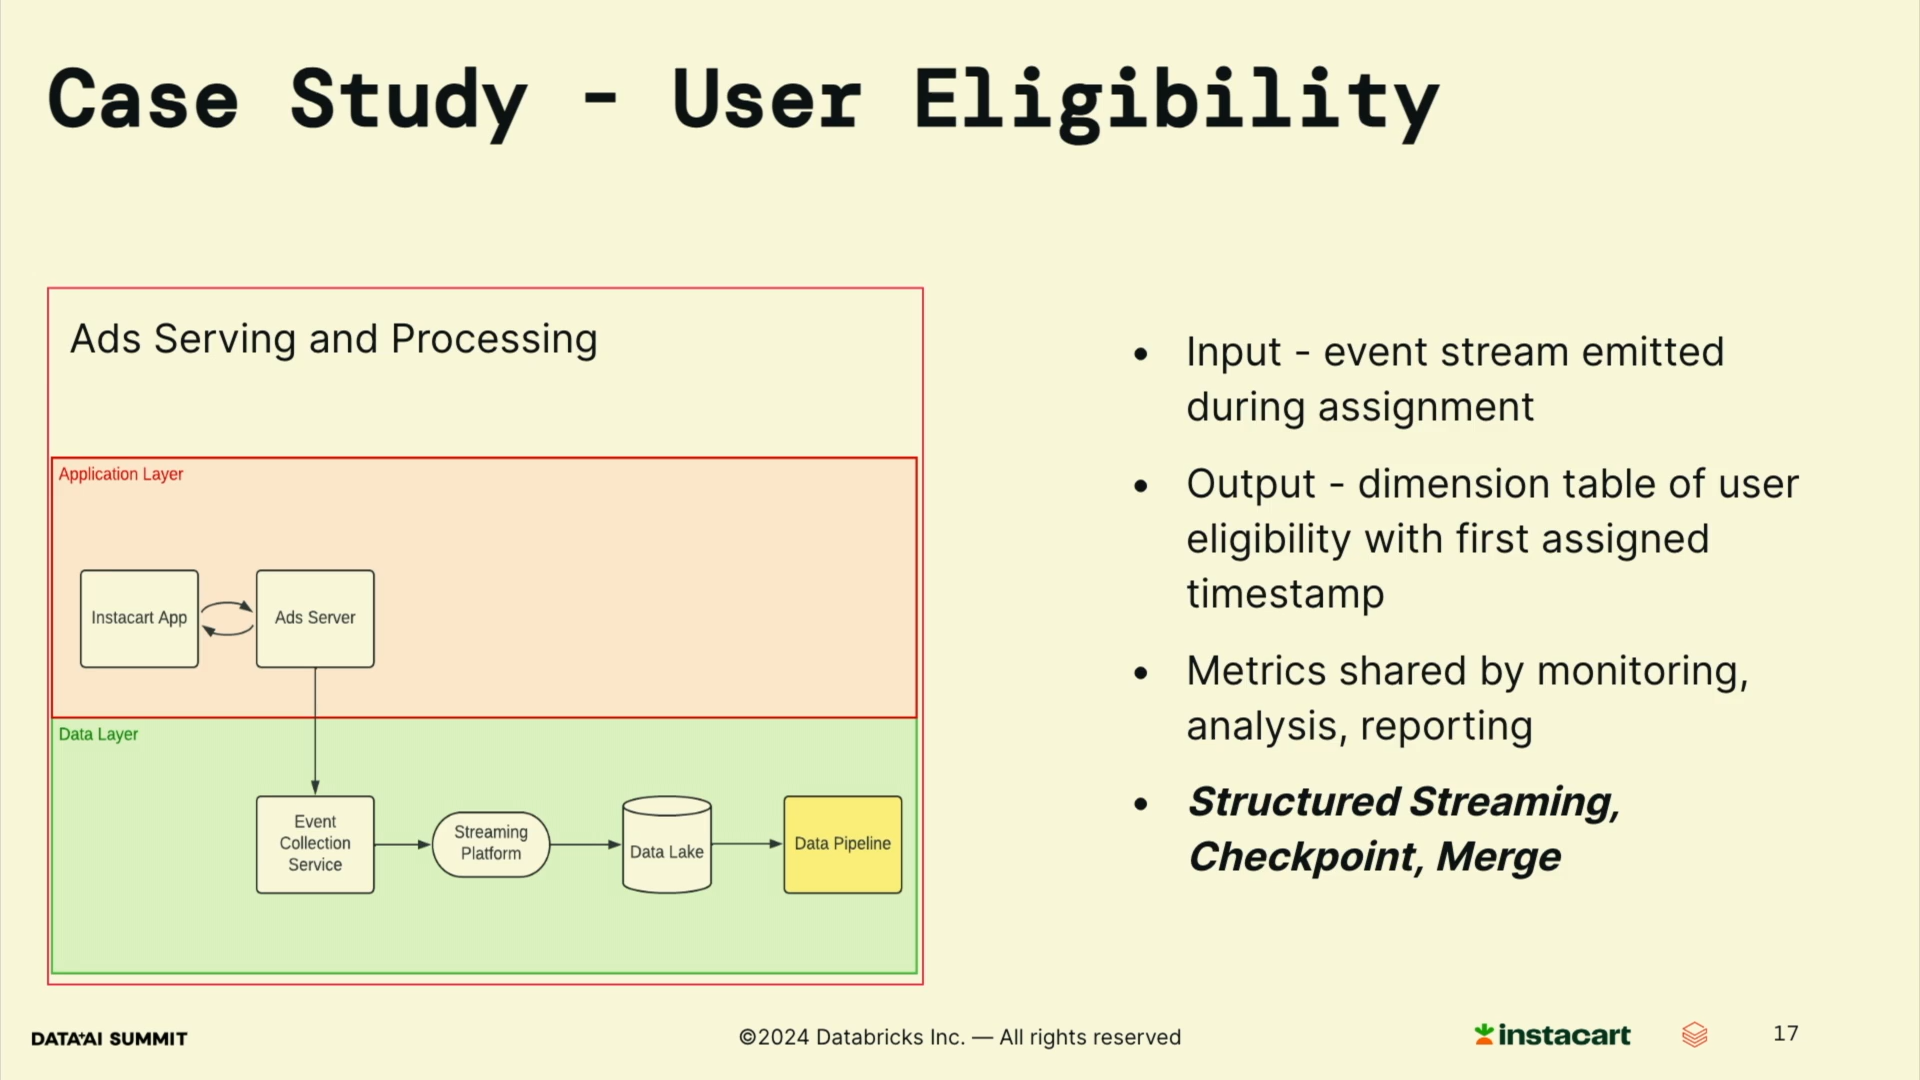 Case Study - User Eligibility
Ads Serving and Processing
Application Layer
Instacart App
Ads Server
Data Layer
Event
Collection
Service
Streaming
Platform
Data Lake
Data Pipeline
• Input - event stream emitted
during assignment
• Output - dimension table of user
eligibility with first assigned
timestamp
• Metrics shared by monitoring,
analysis, reporting
• Structured Streaming,
Checkpoint, Merge
DATA+AI SUMMIT
©2024 Databricks Inc. — All rights reserved
instacart
17